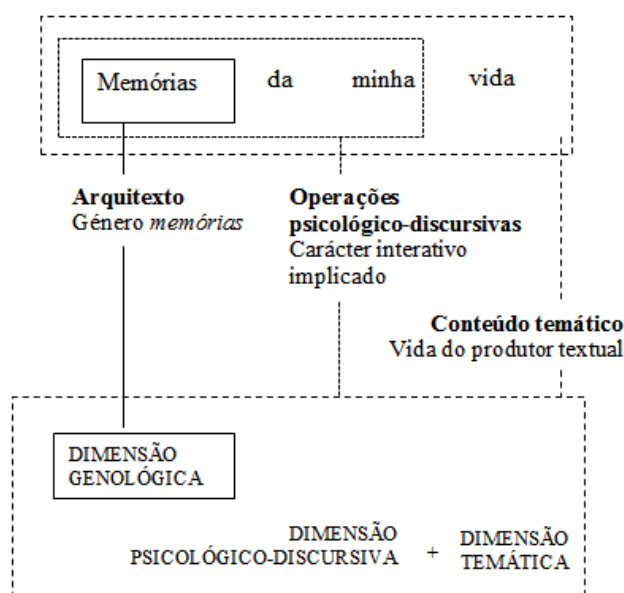 Memórias da minha vida
Arquitexto
Género memórias
Operações
psicológico-discursivas
Carácter interativo
implicado
Conteúdo temático
Vida do produtor textual
DIMENSÃO
GENOLÓGICA
DIMENSÃO
PSICOLÓGICO-DISCURSIVA
+
DIMENSÃO
TEMÁTICA